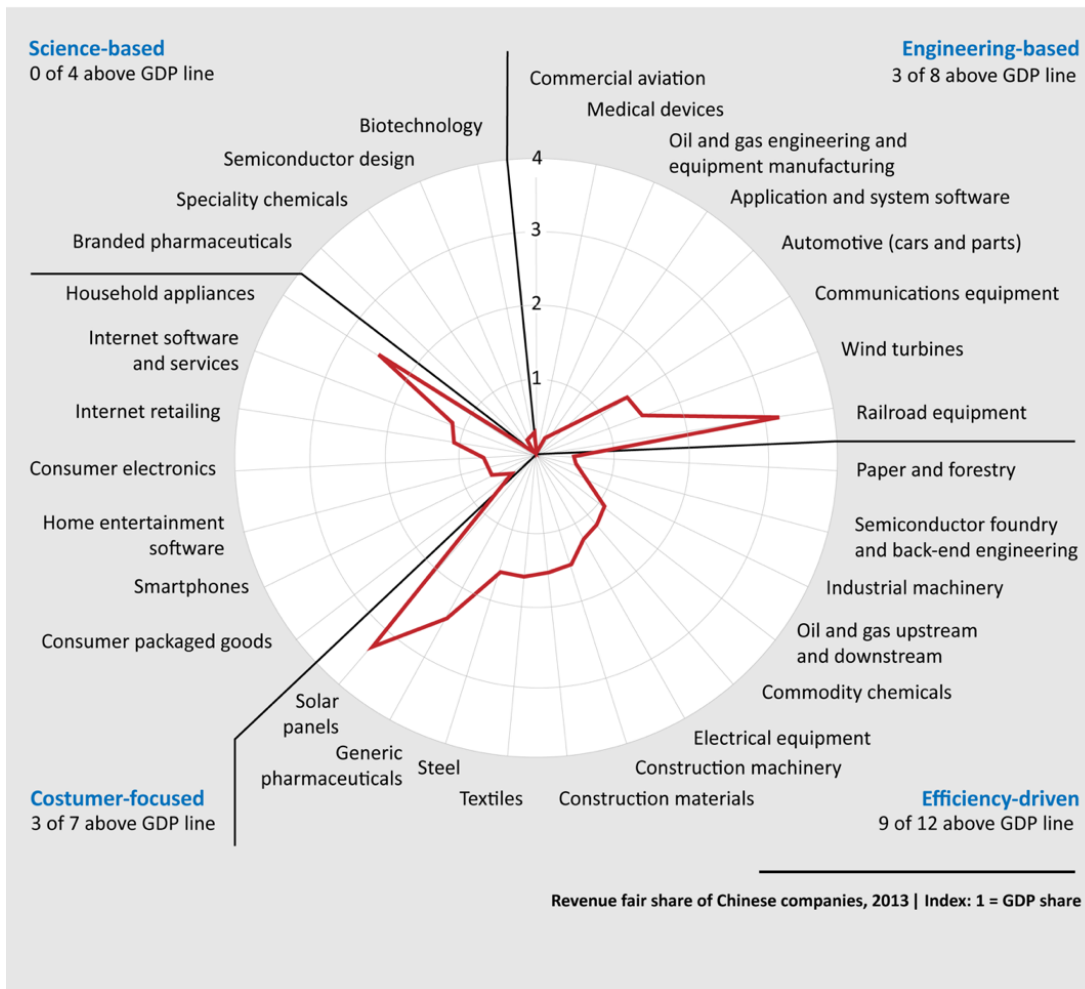 Science-based
0 of 4 above GDP line
Engineering-based
3 of 8 above GDP line
Commercial aviation
Medical devices
Oil and gas engineering and
equipment manufacturing
Application and system software
Automotive (cars and parts)
Communications equipment
Wind turbines
Railroad equipment
Biotechnology
Semiconductor design
Speciality chemicals
Branded pharmaceuticals
Household appliances
Internet software
and services
Internet retailing
Consumer electronics
Home entertainment
software
Smartphones
Consumer packaged goods
4
3
2
1
Paper and forestry
Semiconductor foundry
and back-end engineering
Industrial machinery
Oil and gas upstream
and downstream
Commodity chemicals
Electrical equipment
Construction machinery
Construction materials
Textiles
Steel
Generic
pharmaceuticals
Solar
panels
Costumer-focused
3 of 7 above GDP line
Efficiency-driven
9 of 12 above GDP line
Revenue fair share of Chinese companies, 2013 | Index: 1 = GDP share